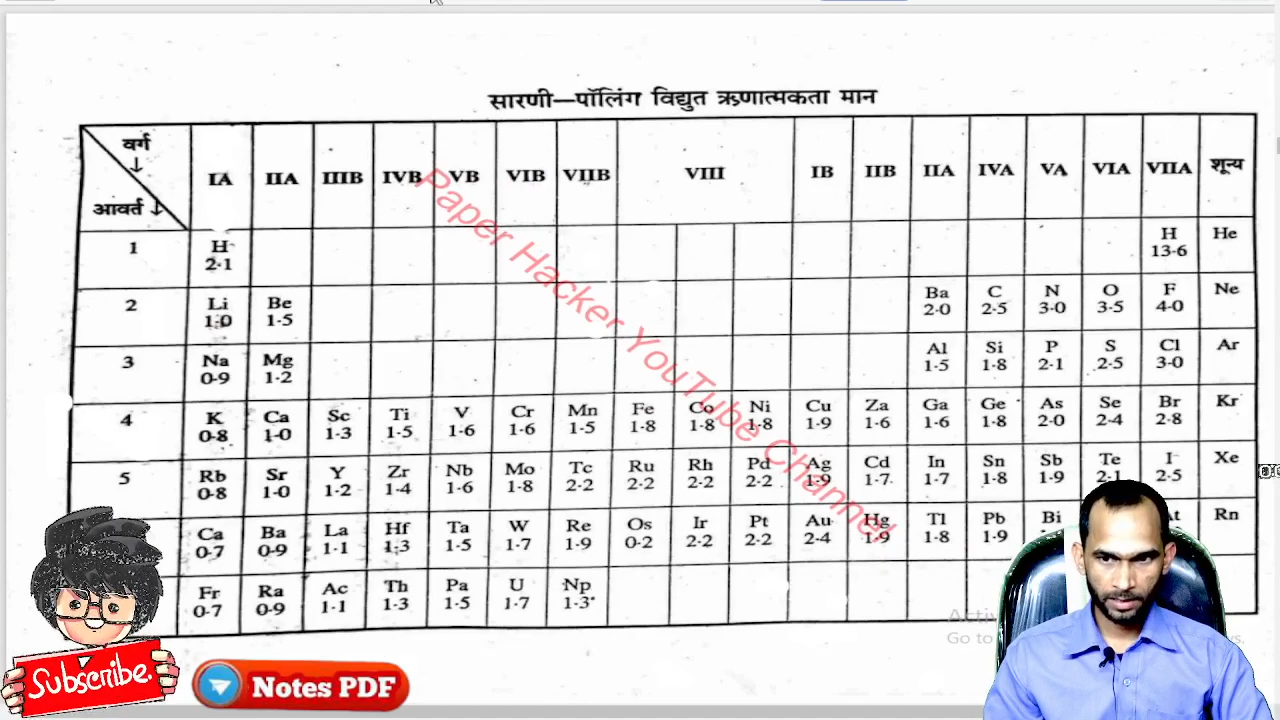 सारणी—पॉलिंग विद्युत ऋणात्मकता मान
वर्ग ↓ आवर्त ↓ IA IIA IIIB IVB VB VIB VIIB VIII IB IIB IIA IVA VA VIA VIIA शून्य
1 H H He
2·1 13·6
2 Li Be Ba C N O F Ne
1·0 1·5 2·0 2·5 3·0 3·5 4·0
3 Na Mg Al Si P S Cl Ar
0·9 1·2 1·5 1·8 2·1 2·5 3·0
4 K Ca Sc Ti V Cr Mn Fe Co Ni Cu Za Ga Ge As Se Br Kr
0·8 1·0 1·3 1·5 1·6 1·6 1·5 1·8 1·8 1·8 1·9 1·6 1·6 1·8 2·0 2·4 2·8
5 Rb Sr Y Zr Nb Mo Tc Ru Rh Pd Ag Cd In Sn Sb Te I Xe
0·8 1·0 1·2 1·4 1·6 1·8 2·2 2·2 2·2 2·2 1·9 1·7 1·7 1·8 1·9 2·1 2·5
Ca Ba La Hf Ta W Re Os Ir Pt Au Hg Tl Pb Bi Rn
0·7 0·9 1·1 1·3 1·5 1·7 1·9 0·2 2·2 2·2 2·4 1·9 1·8 1·9
Fr Ra Ac Th Pa U Np
0·7 0·9 1·1 1·3 1·5 1·7 1·3
Paper Hacker YouTube Channel
Go to
Subscribe.
Notes PDF